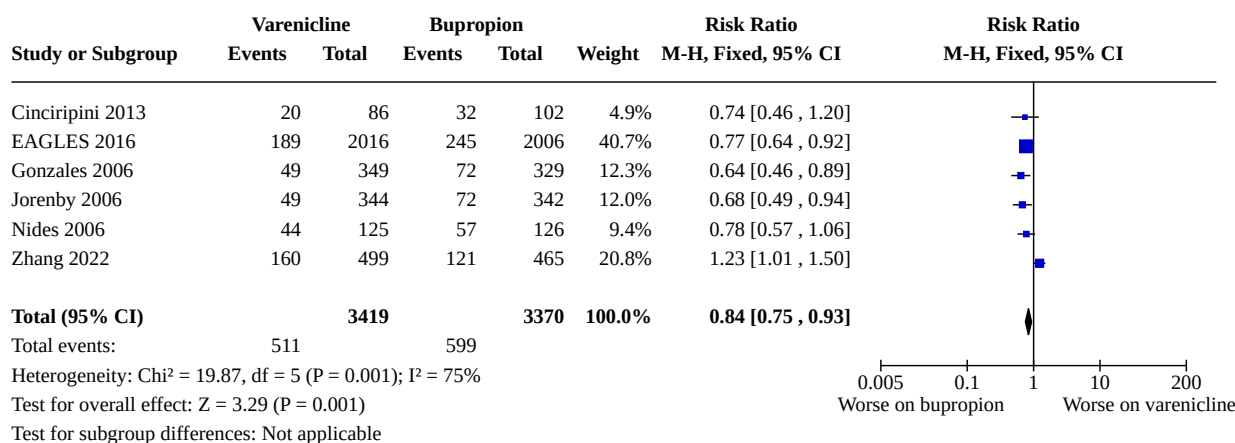 Varenicline Bupropion Risk Ratio Risk Ratio
Study or Subgroup Events Total Events Total Weight M-H, Fixed, 95% CI M-H, Fixed, 95% CI
Cinciripini 2013 20 86 32 102 4.9% 0.74 [0.46 , 1.20]
EAGLES 2016 189 2016 245 2006 40.7% 0.77 [0.64 , 0.92]
Gonzales 2006 49 349 72 329 12.3% 0.64 [0.46 , 0.89]
Jorenby 2006 49 344 72 342 12.0% 0.68 [0.49 , 0.94]
Nides 2006 44 125 57 126 9.4% 0.78 [0.57 , 1.06]
Zhang 2022 160 499 121 465 20.8% 1.23 [1.01 , 1.50]
Total (95% CI) 3419 3370 100.0% 0.84 [0.75 , 0.93]
Total events: 511 599
Heterogeneity: Chi² = 19.87, df = 5 (P = 0.001); I² = 75%
0.005 0.1 1 10 200
Test for overall effect: Z = 3.29 (P = 0.001) Worse on bupropion Worse on varenicline
Test for subgroup differences: Not applicable